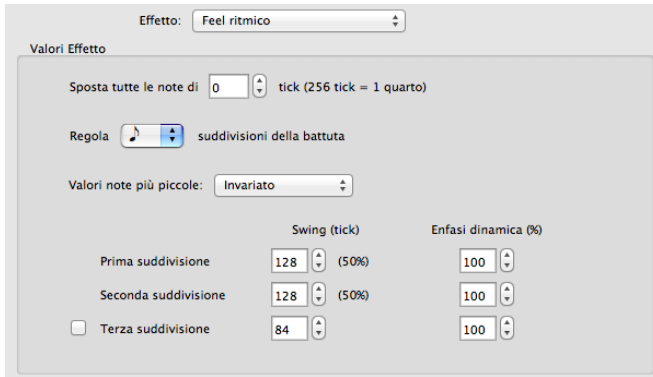 Effetto: Feel ritmico
Valori Effetto
Sposta tutte le note di 0 tick (256 tick = 1 quarto)
Regola ♪ suddivisioni della battuta
Valori note più piccole: Invariato
Swing (tick) Enfasi dinamica (%)
Prima suddivisione 128 (50%) 100
Seconda suddivisione 128 (50%) 100
Terza suddivisione 84 100